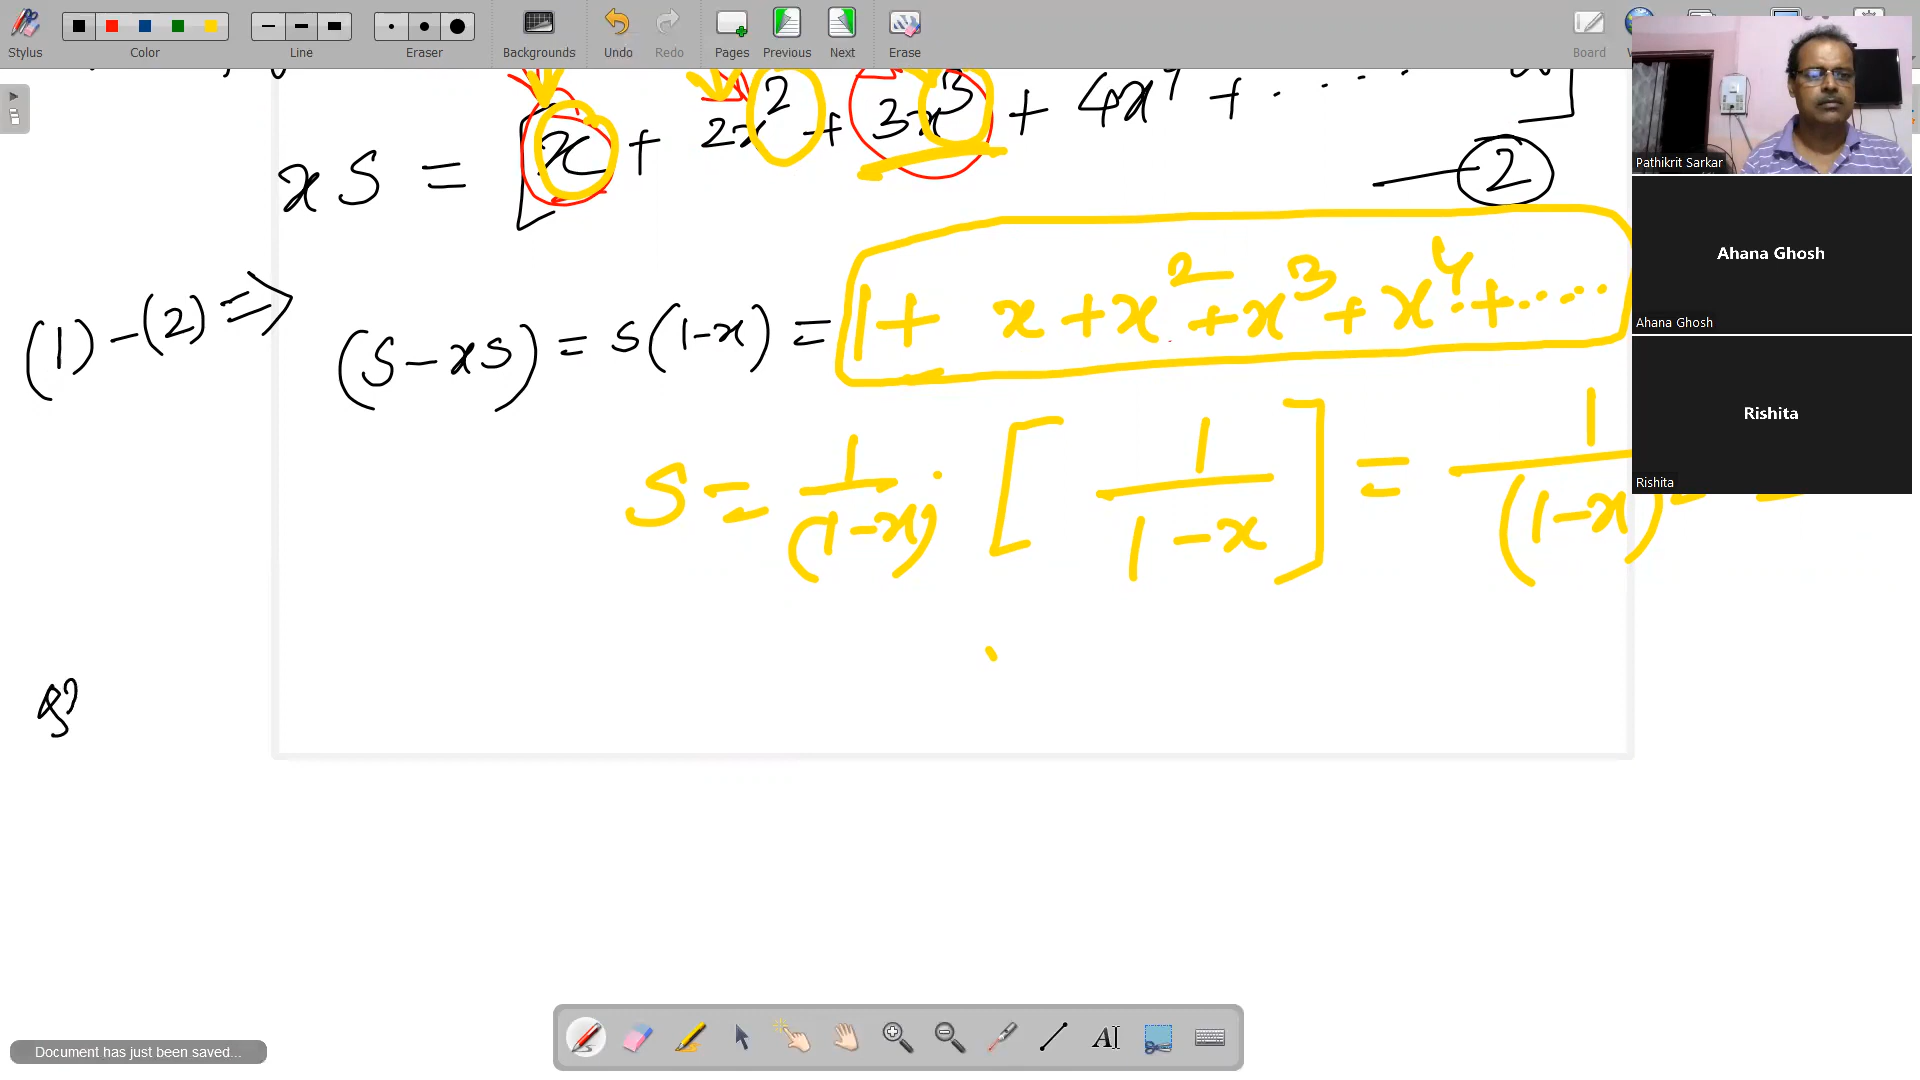 Stylus Color Line Eraser Backgrounds Undo Redo Pages Previous Next Erase Board
xS = [x + 2x² + 3x³ + 4x⁴ + ..... ]
—②
Pathikrit Sarkar
(1) - (2) ⇒ (S - xS) = S(1-x) = 1 + x + x² + x³ + x⁴ + .....
Ahana Ghosh
Ahana Ghosh
S = 1/(1-x) [ 1/1-x ] = 1/(1-x)²
Rishita
Rishita
Document has just been saved...
AI